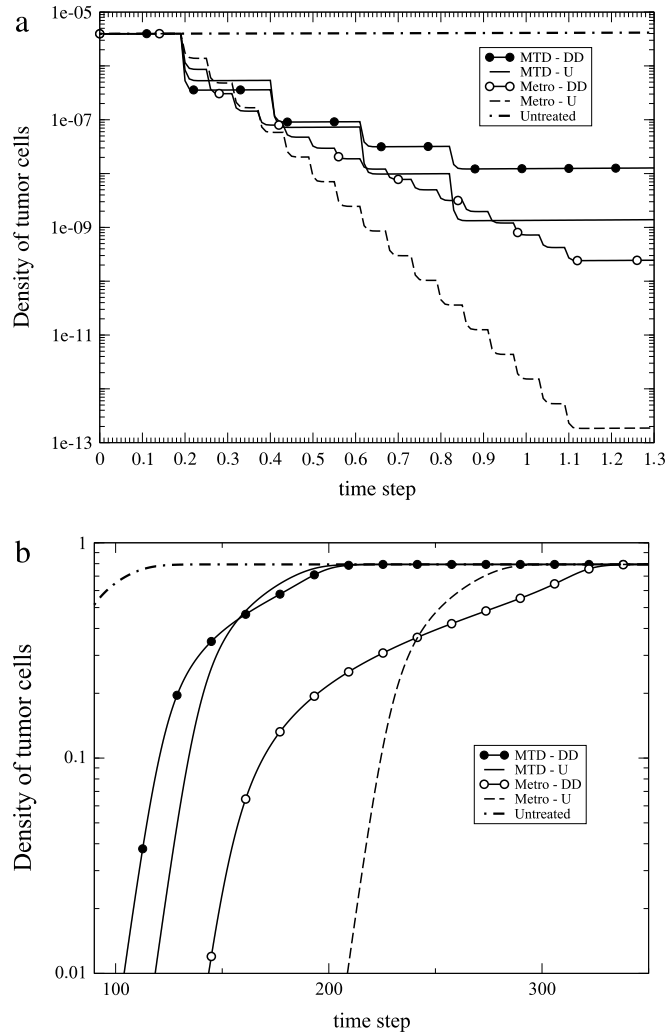 a
1e-05
1e-07
1e-09
1e-11
1e-13
Density of tumor cells
MTD - DD
MTD - U
Metro - DD
Metro - U
Untreated
0 0.1 0.2 0.3 0.4 0.5 0.6 0.7 0.8 0.9 1 1.1 1.2 1.3
time step
b
1
0.1
0.01
Density of tumor cells
MTD - DD
MTD - U
Metro - DD
Metro - U
Untreated
100 200 300
time step